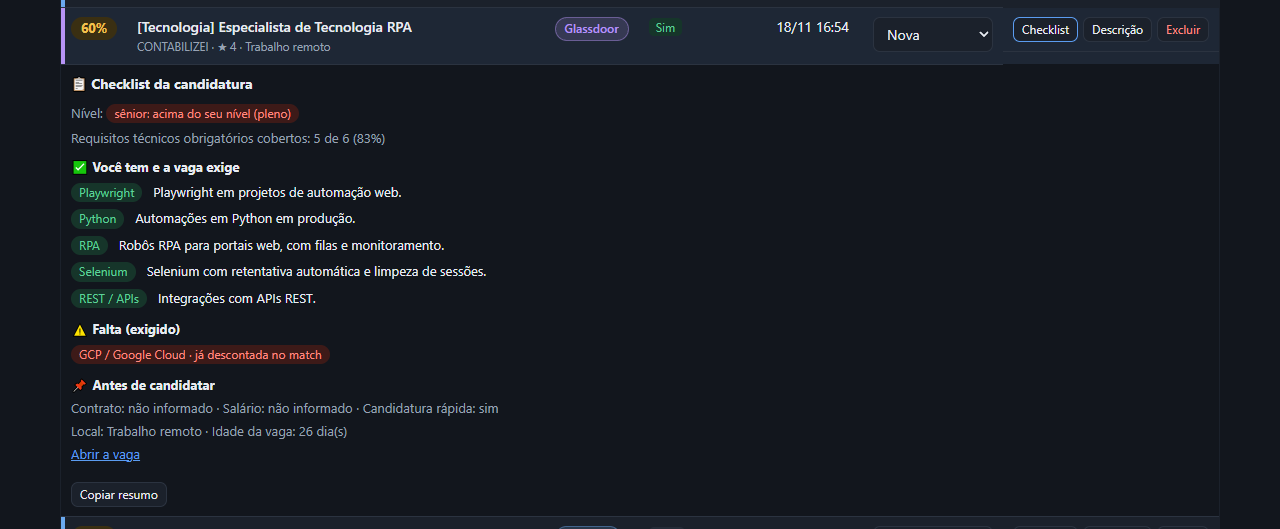 60% [Tecnologia] Especialista de Tecnologia RPA Glassdoor Sim 18/11 16:54 Nova Checklist Descrição Excluir
CONTABILIZEI · ★ 4 · Trabalho remoto
📋 Checklist da candidatura
Nível: sênior: acima do seu nível (pleno)
Requisitos técnicos obrigatórios cobertos: 5 de 6 (83%)
✅ Você tem e a vaga exige
Playwright Playwright em projetos de automação web.
Python Automações em Python em produção.
RPA Robôs RPA para portais web, com filas e monitoramento.
Selenium Selenium com retentativa automática e limpeza de sessões.
REST / APIs Integrações com APIs REST.
⚠️ Falta (exigido)
GCP / Google Cloud · já descontada no match
📌 Antes de candidatar
Contrato: não informado · Salário: não informado · Candidatura rápida: sim
Local: Trabalho remoto · Idade da vaga: 26 dia(s)
Abrir a vaga
Copiar resumo